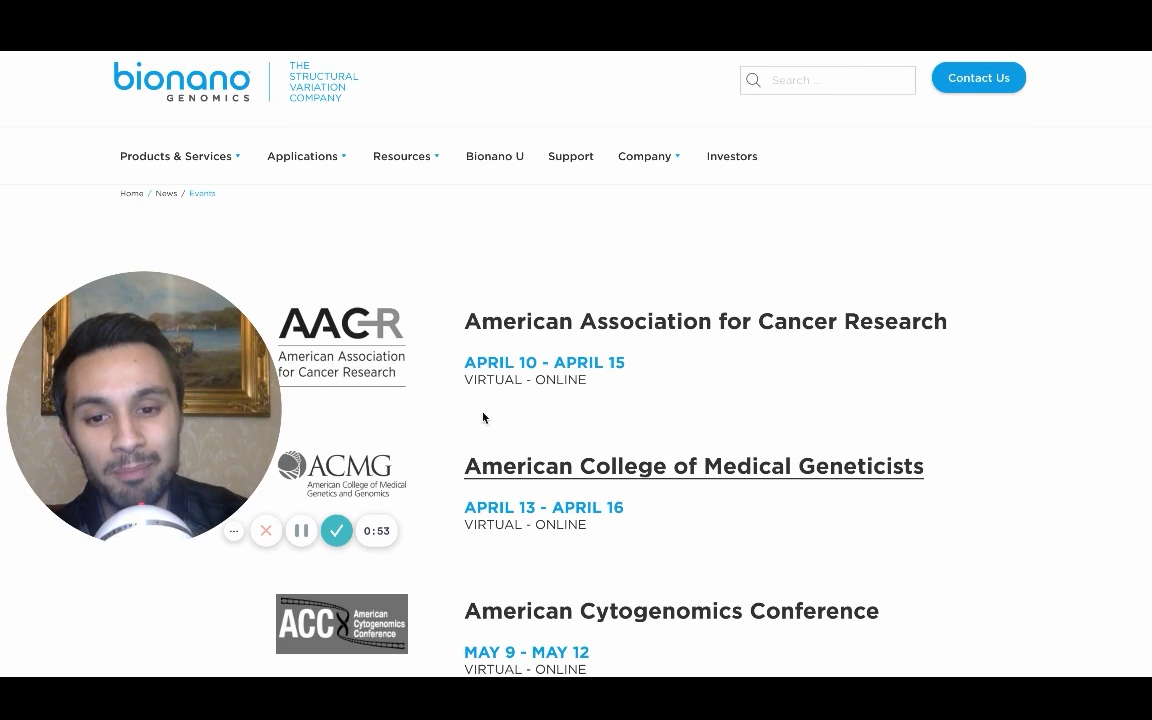 bionano
GENOMICS
THE
STRUCTURAL
VARIATION
COMPANY
Search ...
Contact Us
Products & Services
Applications
Resources
Bionano U
Support
Company
Investors
Home / News / Events
AACR
American Association
for Cancer Research
American Association for Cancer Research
APRIL 10 - APRIL 15
VIRTUAL - ONLINE
ACMG
American College of Medical
Genetics and Genomics
American College of Medical Geneticists
APRIL 13 - APRIL 16
VIRTUAL - ONLINE
0:53
ACC
American
Cytogenomics
Conference
American Cytogenomics Conference
MAY 9 - MAY 12
VIRTUAL - ONLINE